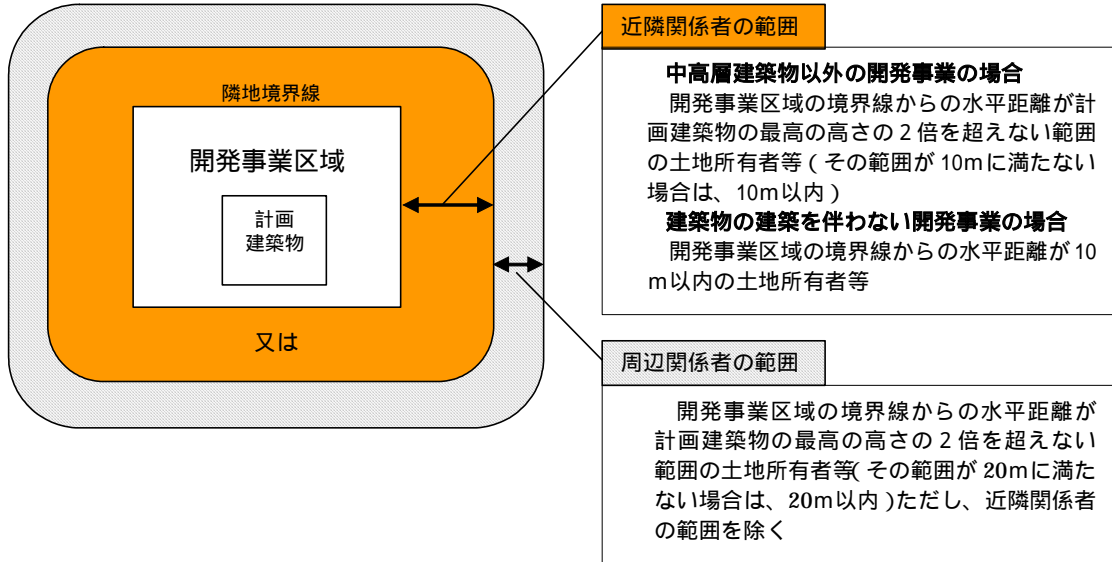 隣地境界線
開発事業区域
計画
建築物
又は
近隣関係者の範囲
中高層建築物以外の開発事業の場合
開発事業区域の境界線からの水平距離が計
画建築物の最高の高さの２倍を超えない範囲
の土地所有者等（その範囲が 10ｍに満たない
場合は、10ｍ以内）
建築物の建築を伴わない開発事業の場合
開発事業区域の境界線からの水平距離が 10
ｍ以内の土地所有者等
周辺関係者の範囲
開発事業区域の境界線からの水平距離が
計画建築物の最高の高さの２倍を超えない
範囲の土地所有者等（その範囲が 20ｍに満た
ない場合は、20ｍ以内）ただし、近隣関係者
の範囲を除く